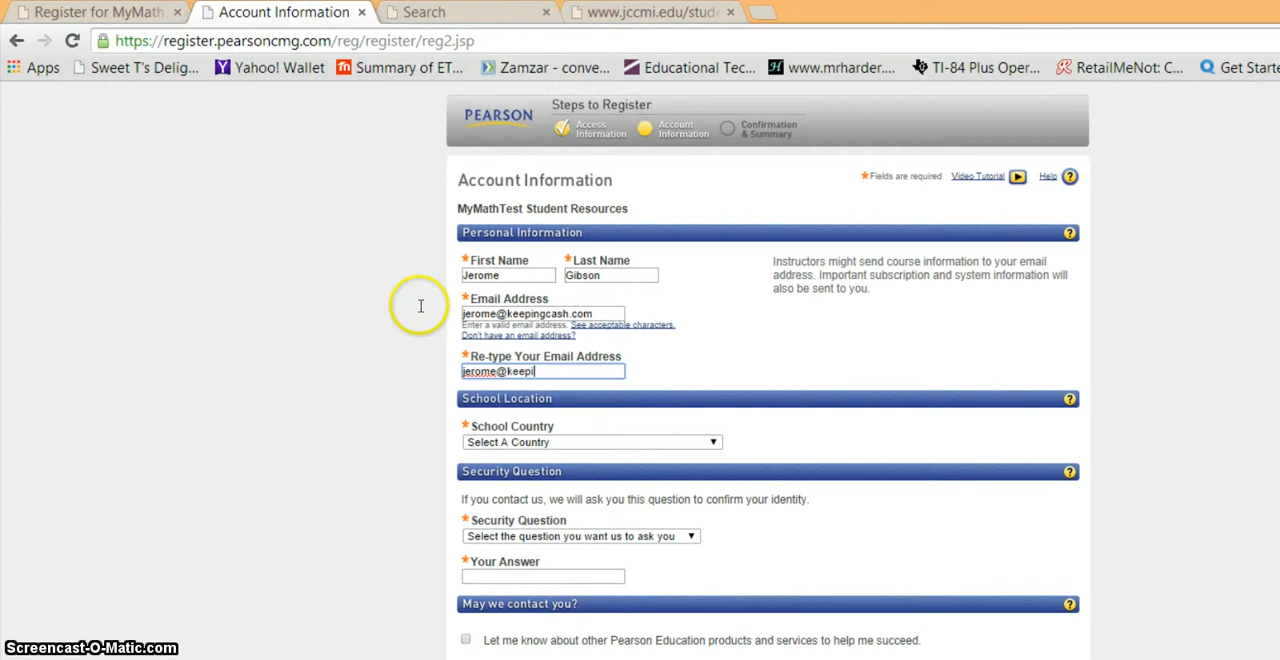 Register for MyMath
Account Information
Search
www.jccmi.edu/stud
https://register.pearsoncmg.com/reg/register/reg2.jsp
Apps Sweet T's Delig... Yahoo! Wallet Summary of ET... Zamzar - conve... Educational Tec... www.mrharder.... TI-84 Plus Oper... RetailMeNot: C... Get Starte
PEARSON
Steps to Register
Access Information
Account Information
Confirmation & Summary
Account Information
*Fields are required Video Tutorial Help ?
MyMathTest Student Resources
Personal Information ?
*First Name *Last Name
Jerome Gibson
Instructors might send course information to your email
address. Important subscription and system information will
also be sent to you.
*Email Address
jerome@keepingcash.com
Enter a valid email address. See acceptable characters.
Don't have an email address?
*Re-type Your Email Address
jerome@keepi
School Location ?
*School Country
Select A Country
Security Question ?
If you contact us, we will ask you this question to confirm your identity.
*Security Question
Select the question you want us to ask you
*Your Answer
May we contact you? ?
Let me know about other Pearson Education products and services to help me succeed.
Screencast-O-Matic.com